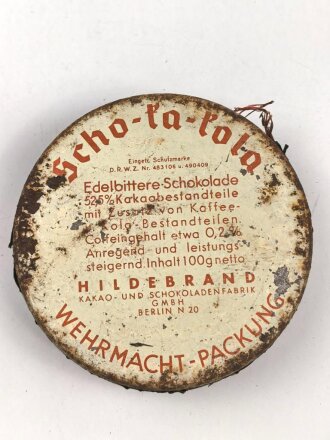 Scho-ka-kola
Eingetr. Schutzmarke
D.R.W.Z. Nr. 483106 u. 490409
Edelbittere-Schokolade
52,5% Kakaobestandteile
mit Zusatz von Kaffee-
Kola-Bestandteilen.
Coffeingehalt etwa 0,2%
Anregend- und leistungs-
steigernd. Inhalt 100g netto
HILDEBRAND
KAKAO- UND SCHOKOLADENFABRIK
GMBH
BERLIN N 20
WEHRMACHT-PACKUNG